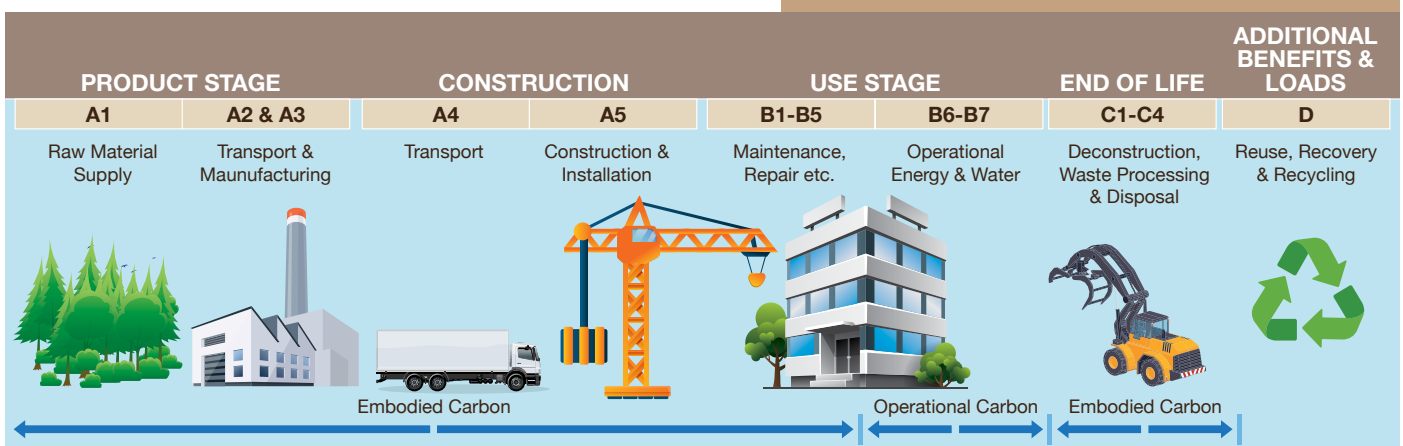 PRODUCT STAGE
CONSTRUCTION
USE STAGE
END OF LIFE
ADDITIONAL
BENEFITS &
LOADS
A1
A2 & A3
A4
A5
B1-B5
B6-B7
C1-C4
D
Raw Material
Supply
Transport &
Maunufacturing
Transport
Construction &
Installation
Maintenance,
Repair etc.
Operational
Energy & Water
Deconstruction,
Waste Processing
& Disposal
Reuse, Recovery
& Recycling
Embodied Carbon
Operational Carbon
Embodied Carbon